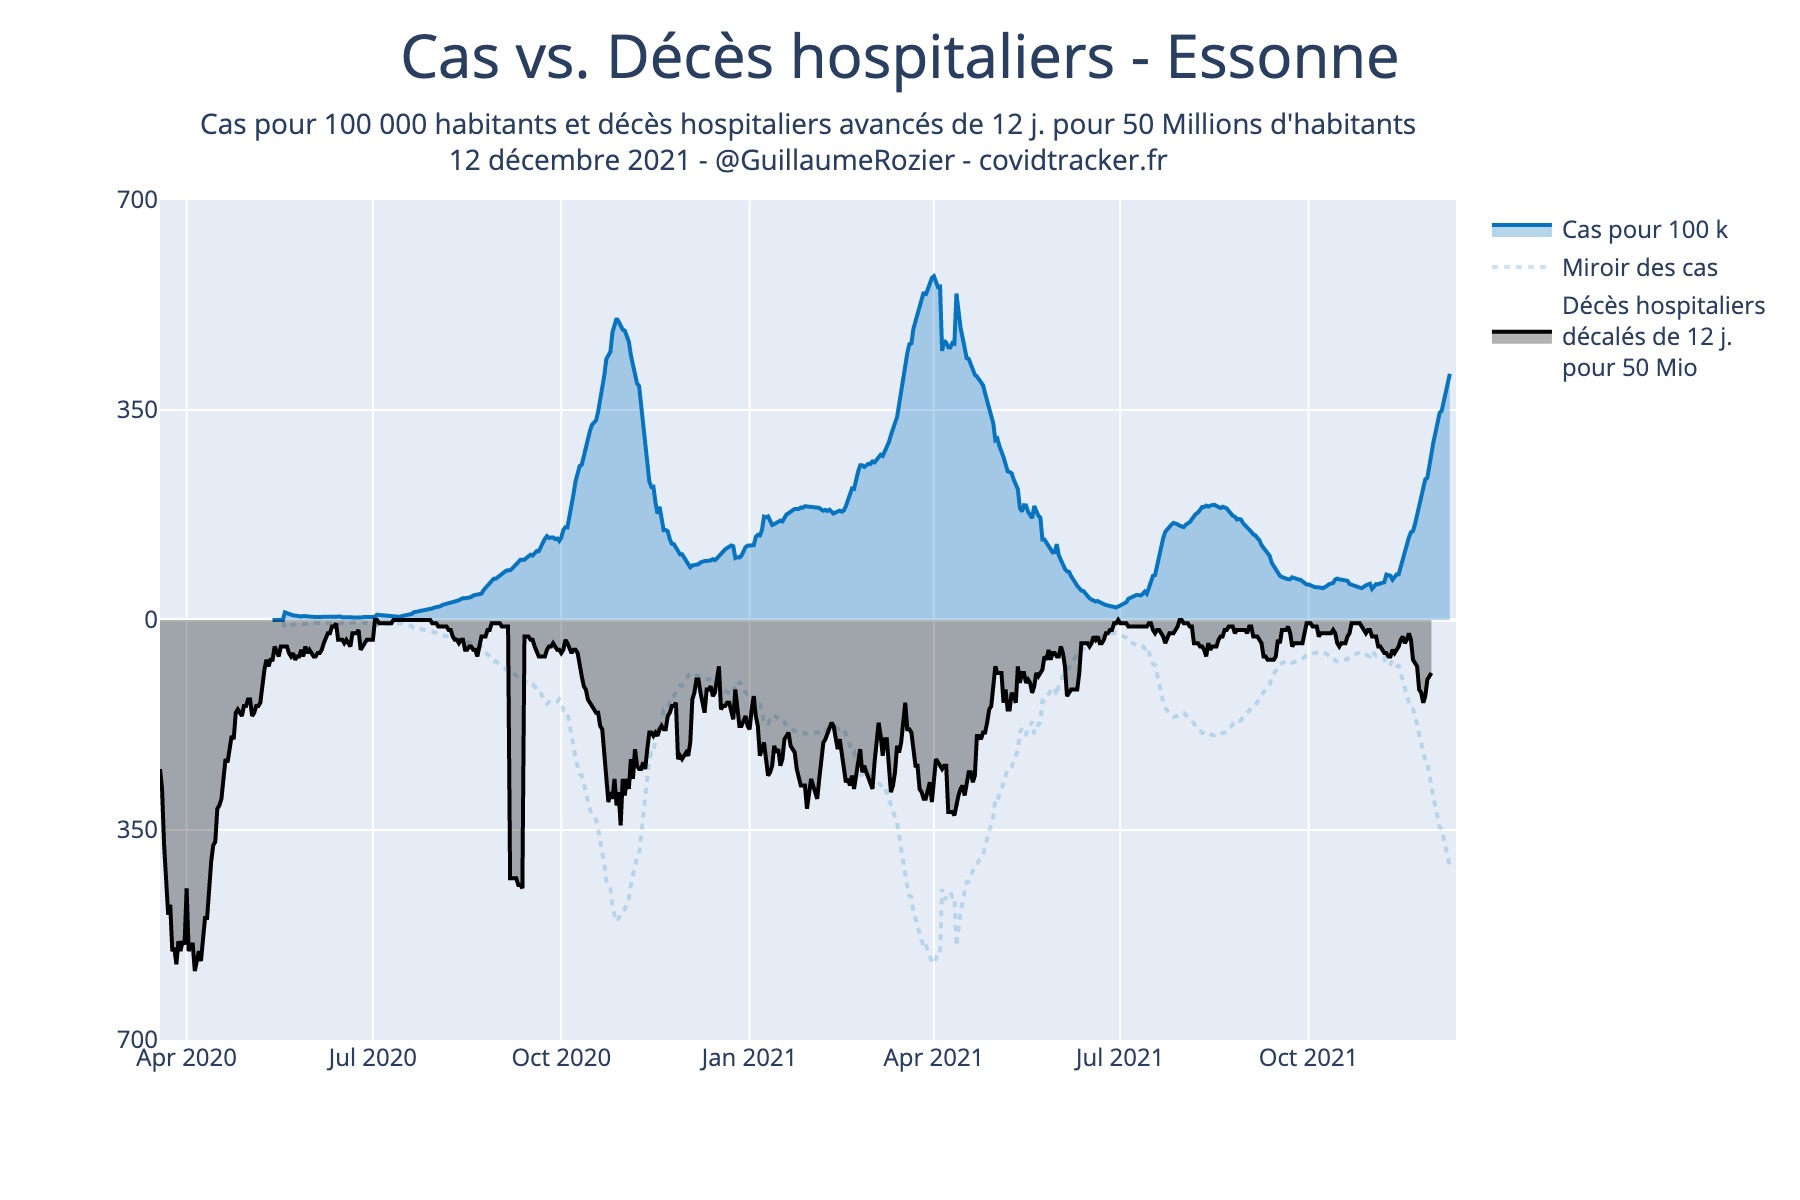 Cas vs. Décès hospitaliers - Essonne
Cas pour 100 000 habitants et décès hospitaliers avancés de 12 j. pour 50 Millions d'habitants
12 décembre 2021 - @GuillaumeRozier - covidtracker.fr
700
350
0
350
700
Apr 2020
Jul 2020
Oct 2020
Jan 2021
Apr 2021
Jul 2021
Oct 2021
Cas pour 100 k
Miroir des cas
Décès hospitaliers
décalés de 12 j.
pour 50 Mio